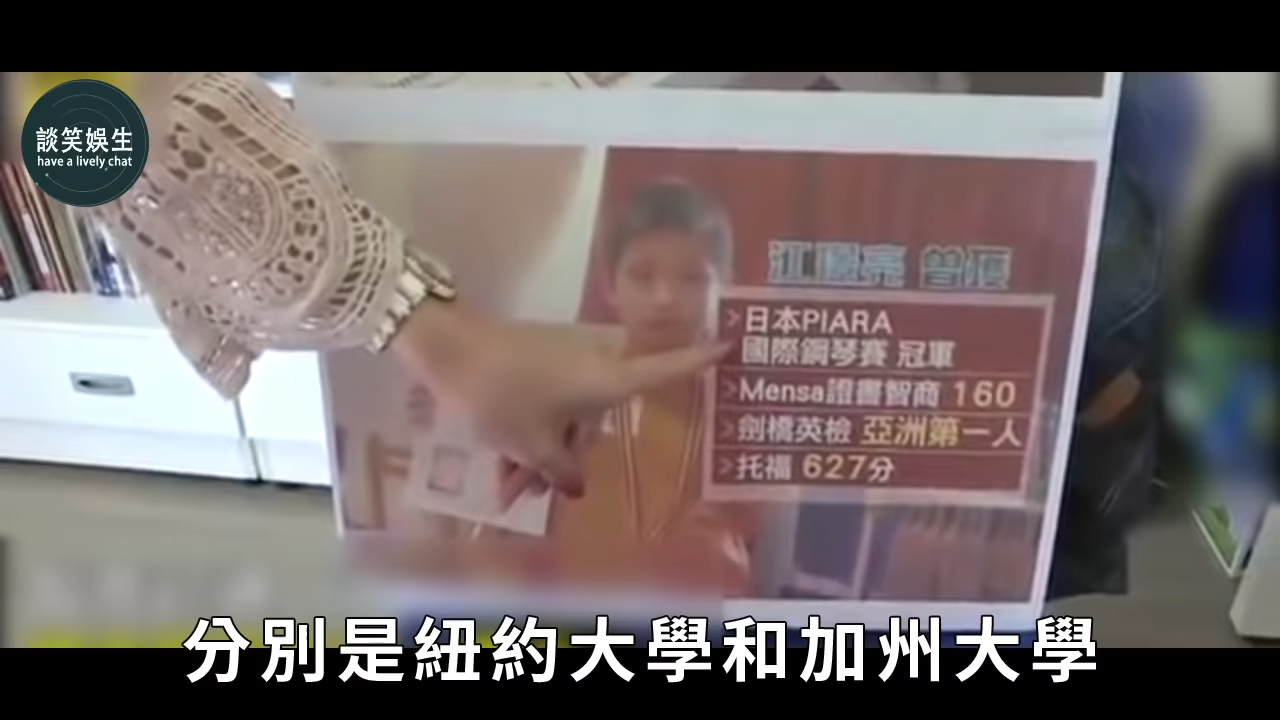 談笑娛生
have a lively chat
日本PIARA
國際鋼琴賽 冠軍
Mensa證書智商 160
劍橋英檢 亞洲第一人
托福 627分
分別是紐約大學和加州大學